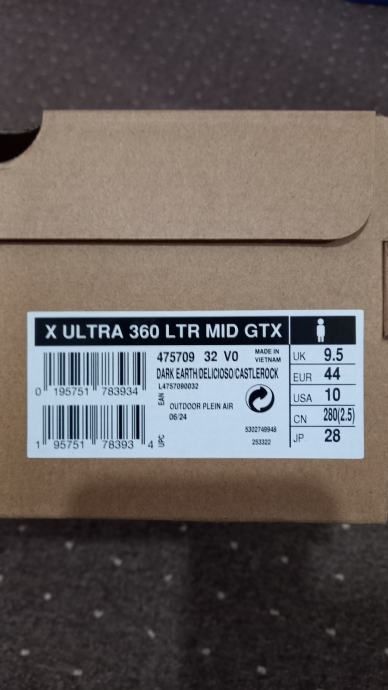 X ULTRA 360 LTR MID GTX
475709 32 V0
MADE IN
VIETNAM
DARK EARTH/DELICIOSO/CASTLEROCK
L4757090032
0 195751 783934
EAN
OUTDOOR PLEIN AIR
06/24
1 95751 78393 4
UPC
5302749948
253322
UK 9.5
EUR 44
USA 10
CN 280(2.5)
JP 28